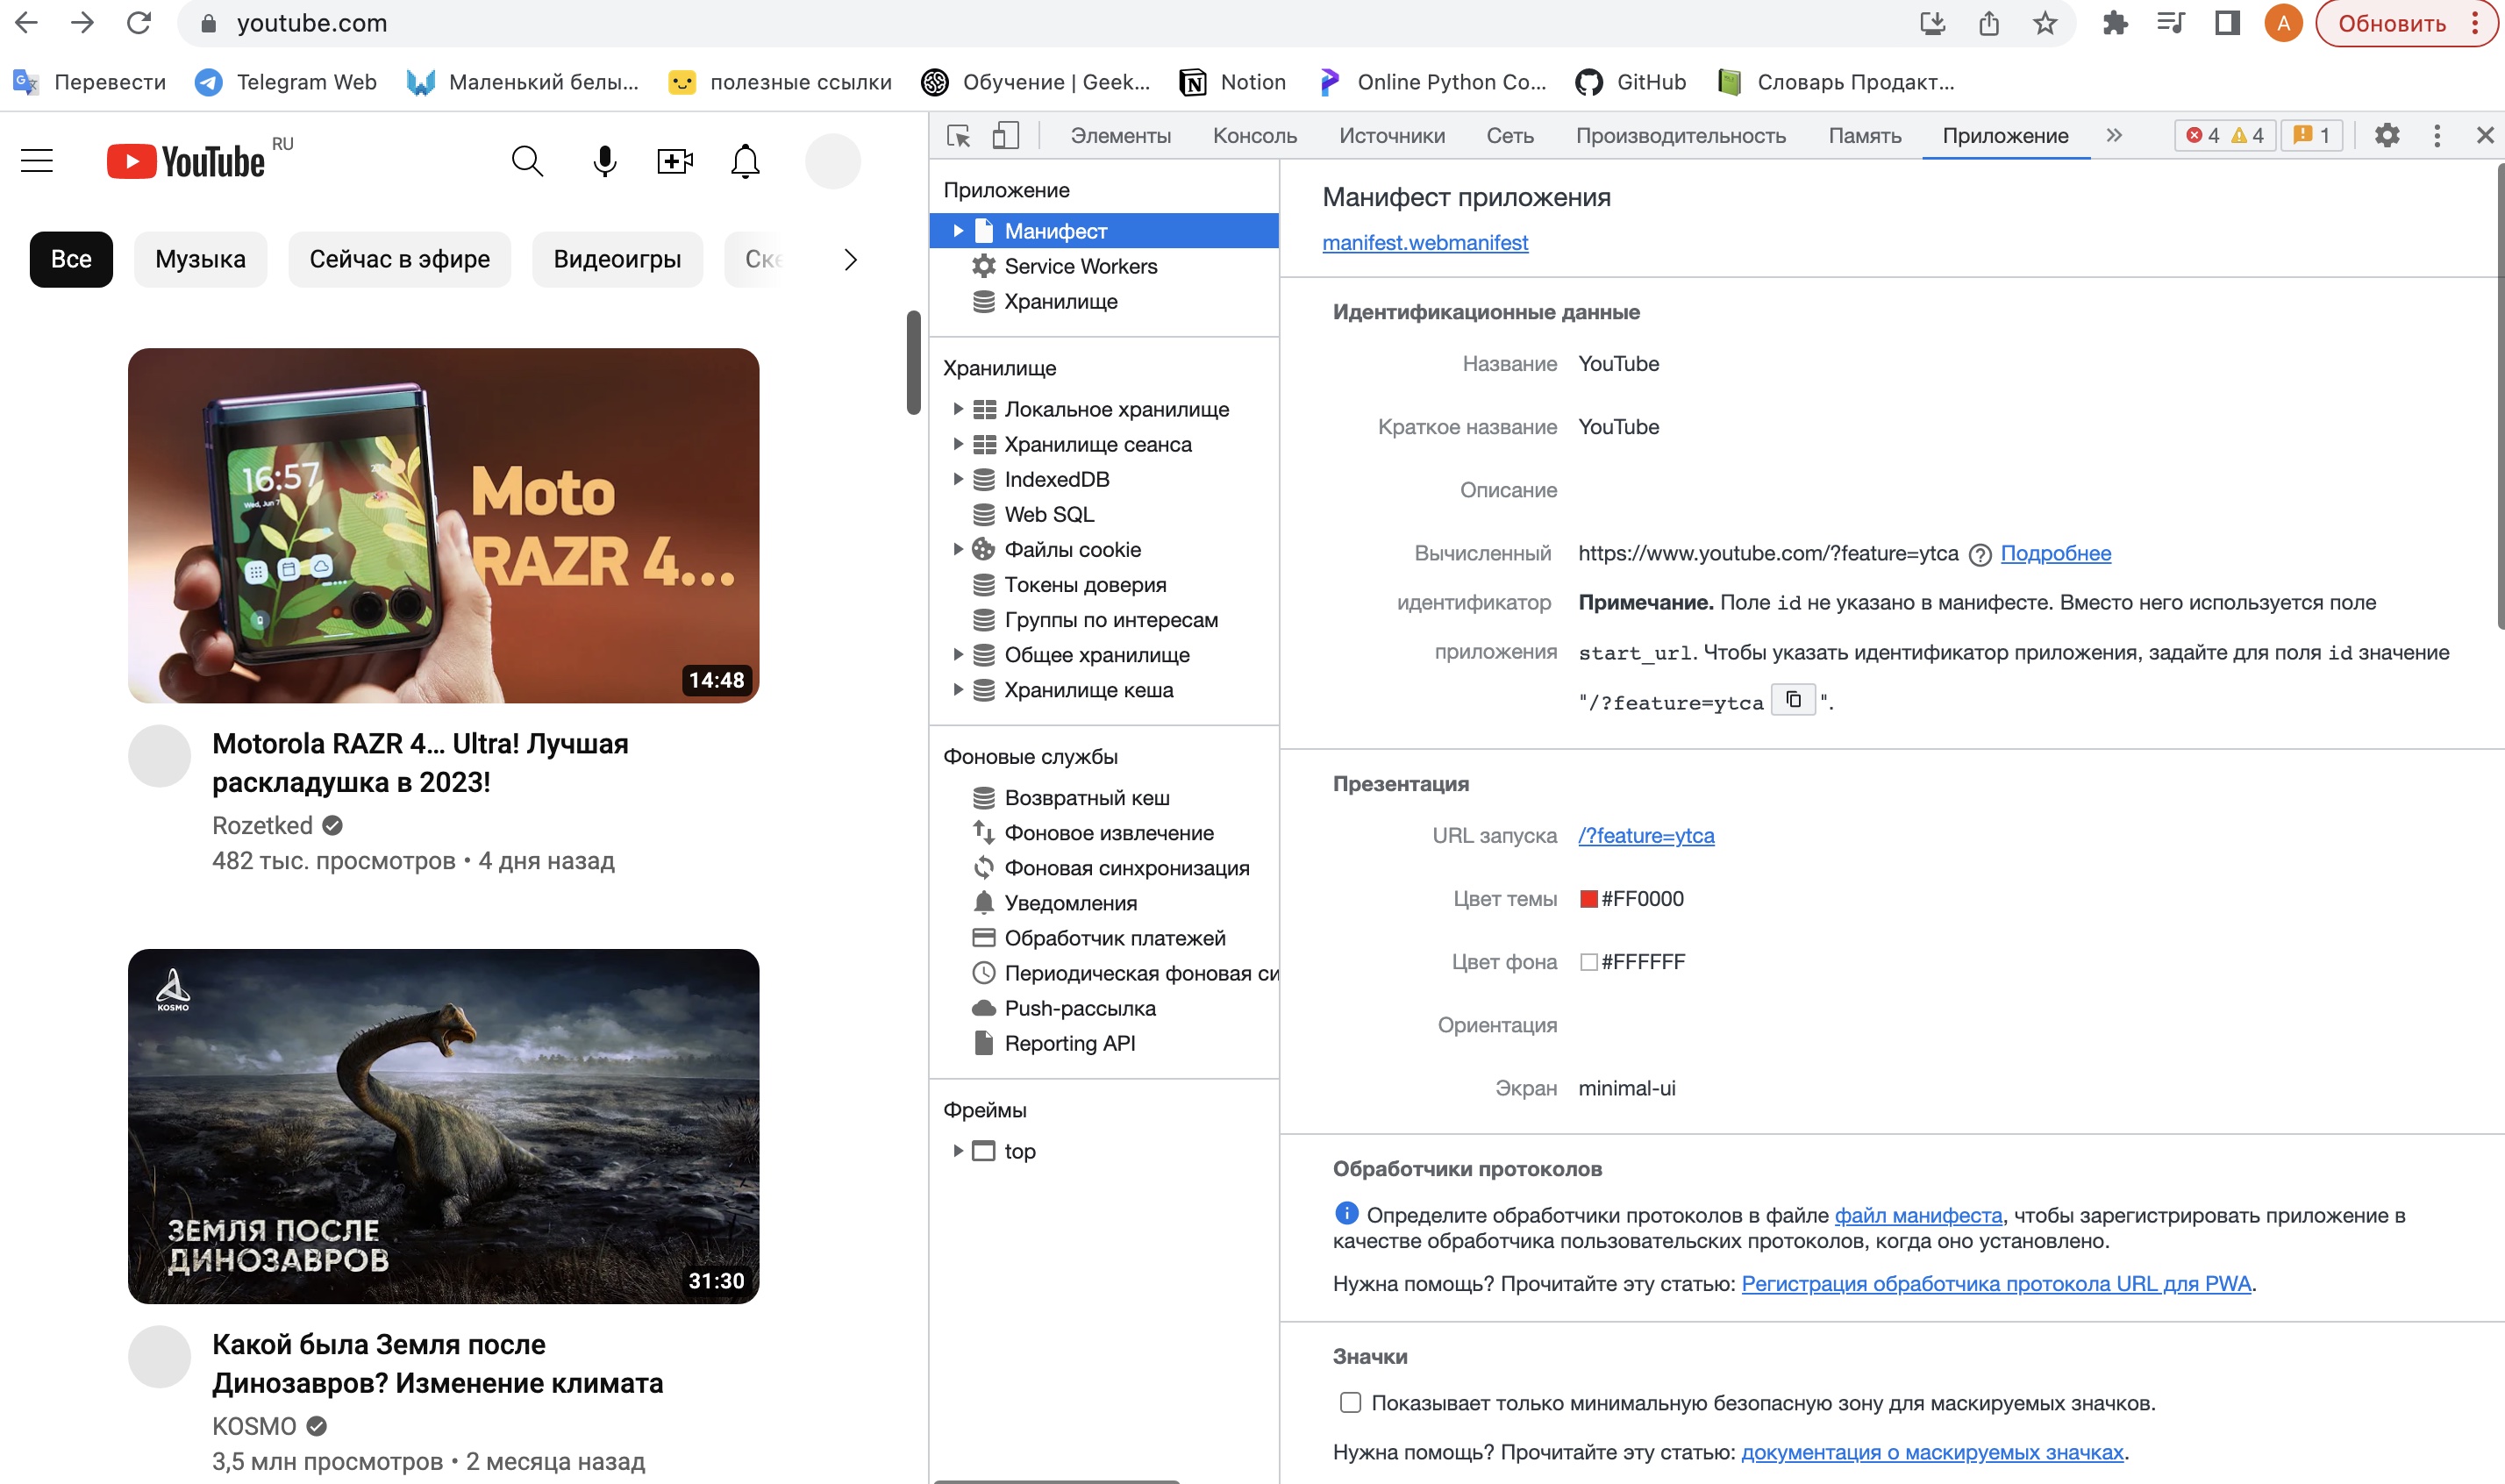 youtube.com
A
Обновить
Перевести
Telegram Web
Маленький белы...
полезные ссылки
Обучение | Geek...
Notion
Online Python Co...
GitHub
Словарь Продакт...
YouTube RU
Все
Музыка
Сейчас в эфире
Видеоигры
Ске
16:57
Wed, Jun 7
Moto
RAZR 4...
14:48
Motorola RAZR 4... Ultra! Лучшая
раскладушка в 2023!
Rozetked
482 тыс. просмотров • 4 дня назад
KOSMO
ЗЕМЛЯ ПОСЛЕ
ДИНОЗАВРОВ
31:30
Какой была Земля после
Динозавров? Изменение климата
KOSMO
3,5 млн просмотров • 2 месяца назад
Элементы
Консоль
Источники
Сеть
Производительность
Память
Приложение
4
4
1
Приложение
Манифест
Service Workers
Хранилище
Хранилище
Локальное хранилище
Хранилище сеанса
IndexedDB
Web SQL
Файлы cookie
Токены доверия
Группы по интересам
Общее хранилище
Хранилище кеша
Фоновые службы
Возвратный кеш
Фоновое извлечение
Фоновая синхронизация
Уведомления
Обработчик платежей
Периодическая фоновая си
Push-рассылка
Reporting API
Фреймы
top
Манифест приложения
manifest.webmanifest
Идентификационные данные
Название YouTube
Краткое название YouTube
Описание
Вычисленный https://www.youtube.com/?feature=ytca Подробнее
идентификатор Примечание. Поле id не указано в манифесте. Вместо него используется поле
приложения start_url. Чтобы указать идентификатор приложения, задайте для поля id значение
"/?feature=ytca ".
Презентация
URL запуска /?feature=ytca
Цвет темы #FF0000
Цвет фона #FFFFFF
Ориентация
Экран minimal-ui
Обработчики протоколов
Определите обработчики протоколов в файле файл манифеста, чтобы зарегистрировать приложение в
качестве обработчика пользовательских протоколов, когда оно установлено.
Нужна помощь? Прочитайте эту статью: Регистрация обработчика протокола URL для PWA.
Значки
Показывает только минимальную безопасную зону для маскируемых значков.
Нужна помощь? Прочитайте эту статью: документация о маскируемых значках.